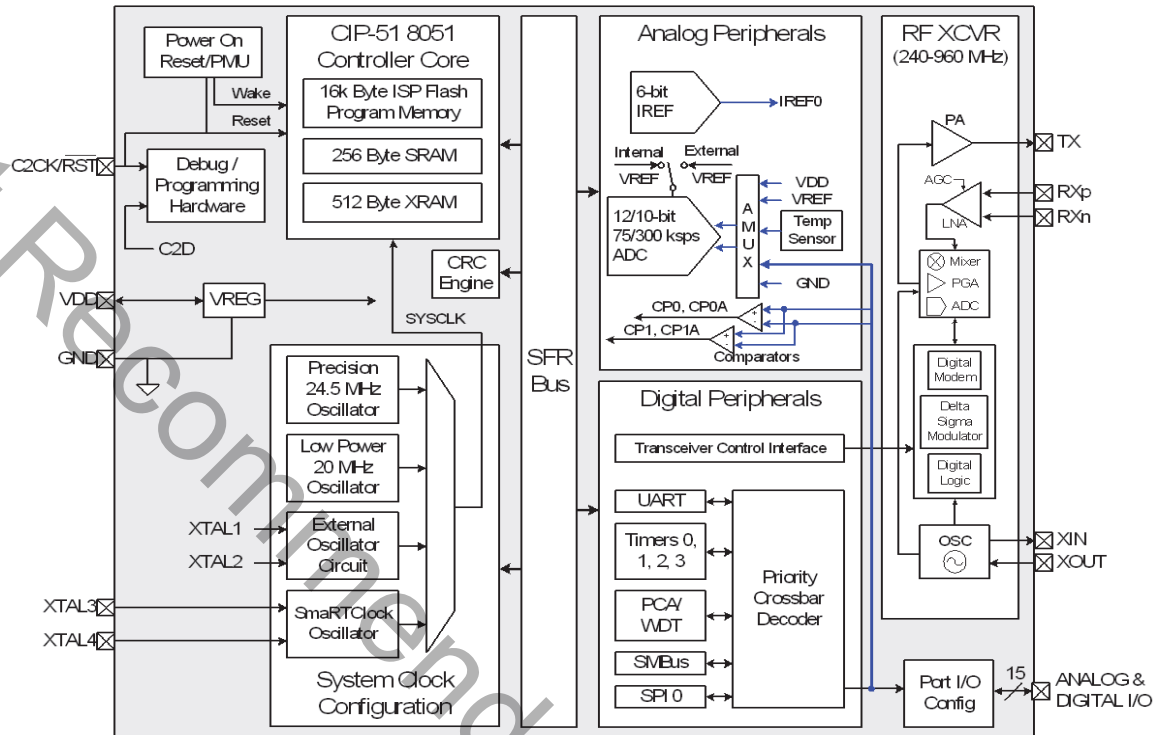 Power On
Reset/PMU
Wake
Reset
C2CK/RST
Debug /
Programming
Hardware
C2D
VDD
VREG
GND
CIP-51 8051
Controller Core
16k Byte ISP Flash
Program Memory
256 Byte SRAM
512 Byte XRAM
CRC
Engine
SYSCLK
Precision
24.5 MHz
Oscillator
Low Power
20 MHz
Oscillator
XTAL1
XTAL2
External
Oscillator
Circuit
XTAL3
XTAL4
SmaRTClock
Oscillator
System Clock
Configuration
SFR
Bus
Analog Peripherals
6-bit
IREF
IREF0
Internal
VREF
External
VREF
12/10-bit
75/300 ksps
ADC
A
M
U
X
VDD
VREF
Temp
Sensor
GND
CP0, CP0A
+
-
CP1, CP1A
+
-
Comparators
Digital Peripherals
Transceiver Control Interface
UART
Timers 0,
1, 2, 3
PCA/
WDT
SMBus
SPI 0
Priority
Crossbar
Decoder
RF XCVR
(240-960 MHz)
PA
TX
AGC
LNA
RXp
RXn
Mixer
PGA
ADC
Digital
Modem
Delta
Sigma
Modulator
Digital
Logic
OSC
XIN
XOUT
Port I/O
Config
15
ANALOG &
DIGITAL I/O
Recommend